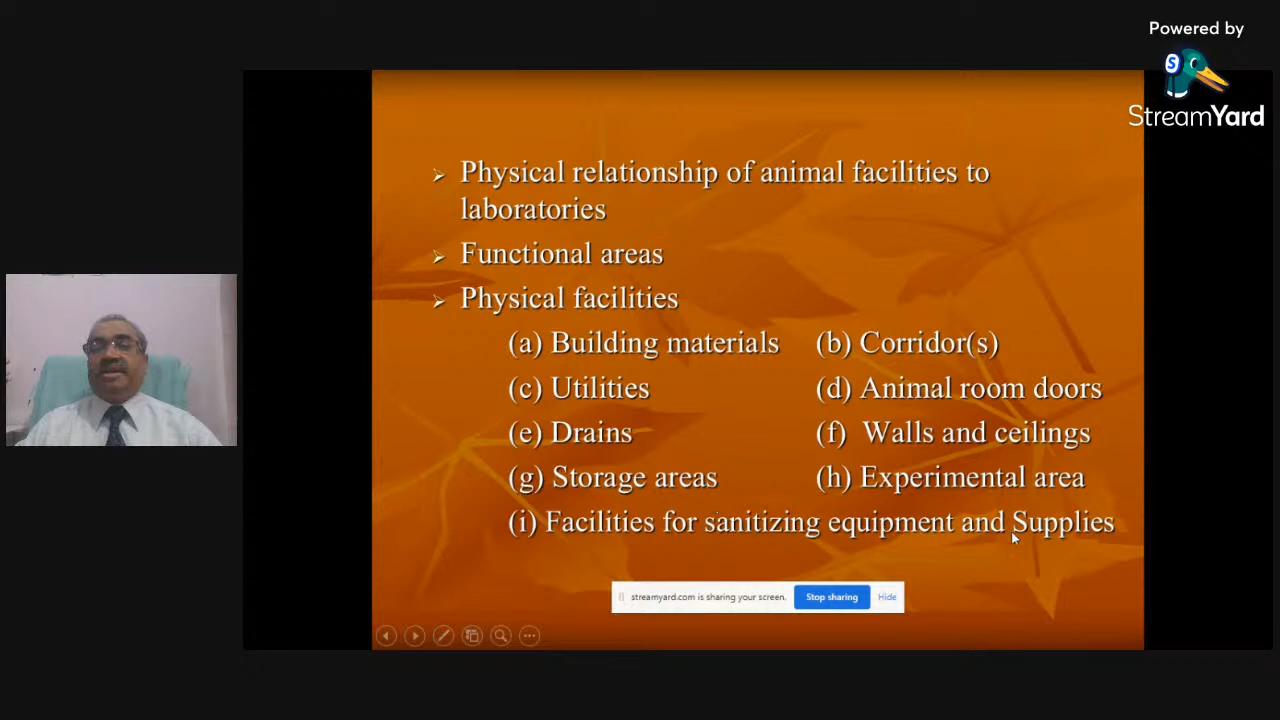 Powered by
S
StreamYard
Physical relationship of animal facilities to
laboratories
Functional areas
Physical facilities
(a) Building materials (b) Corridor(s)
(c) Utilities (d) Animal room doors
(e) Drains (f) Walls and ceilings
(g) Storage areas (h) Experimental area
(i) Facilities for sanitizing equipment and Supplies
streamyard.com is sharing your screen. Stop sharing Hide